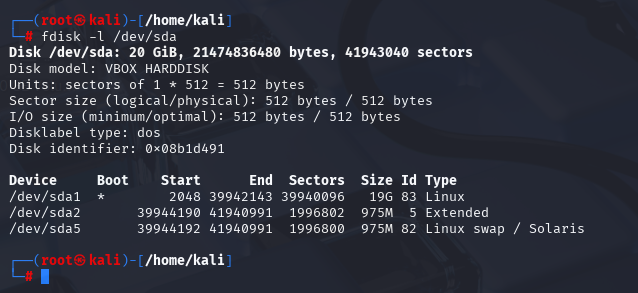 ┌──(root㉿kali)-[/home/kali]
└─# fdisk -l /dev/sda
Disk /dev/sda: 20 GiB, 21474836480 bytes, 41943040 sectors
Disk model: VBOX HARDDISK
Units: sectors of 1 * 512 = 512 bytes
Sector size (logical/physical): 512 bytes / 512 bytes
I/O size (minimum/optimal): 512 bytes / 512 bytes
Disklabel type: dos
Disk identifier: 0×08b1d491

Device     Boot    Start      End  Sectors  Size Id Type
/dev/sda1  *        2048 39942143 39940096   19G 83 Linux
/dev/sda2       39944190 41940991  1996802  975M  5 Extended
/dev/sda5       39944192 41940991  1996800  975M 82 Linux swap / Solaris

┌──(root㉿kali)-[/home/kali]
└─#